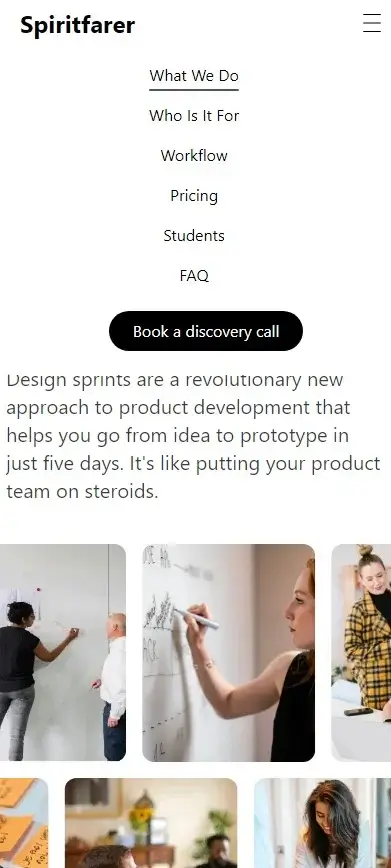 Spiritfarer
What We Do
Who Is It For
Workflow
Pricing
Students
FAQ
Book a discovery call
Design sprints are a revolutionary new
approach to product development that
helps you go from idea to prototype in
just five days. It's like putting your product
team on steroids.